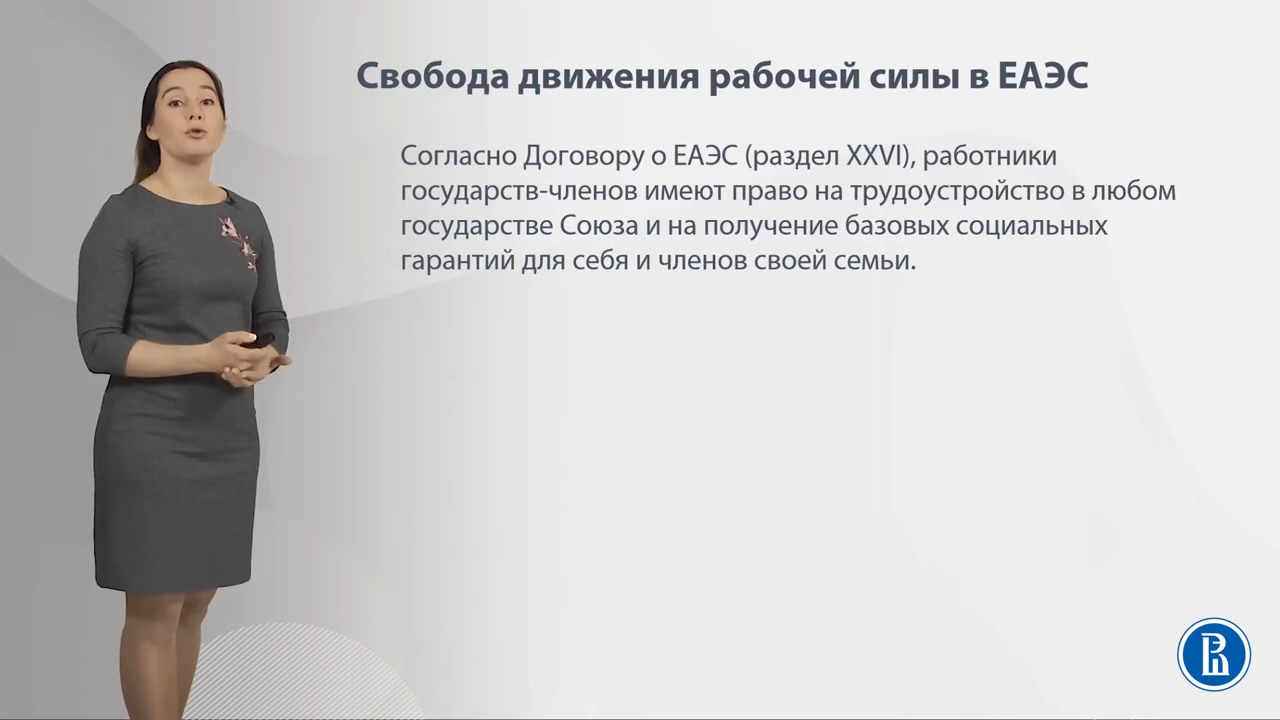 Свобода движения рабочей силы в ЕАЭС
Согласно Договору о ЕАЭС (раздел XXVI), работники
государств-членов имеют право на трудоустройство в любом
государстве Союза и на получение базовых социальных
гарантий для себя и членов своей семьи.